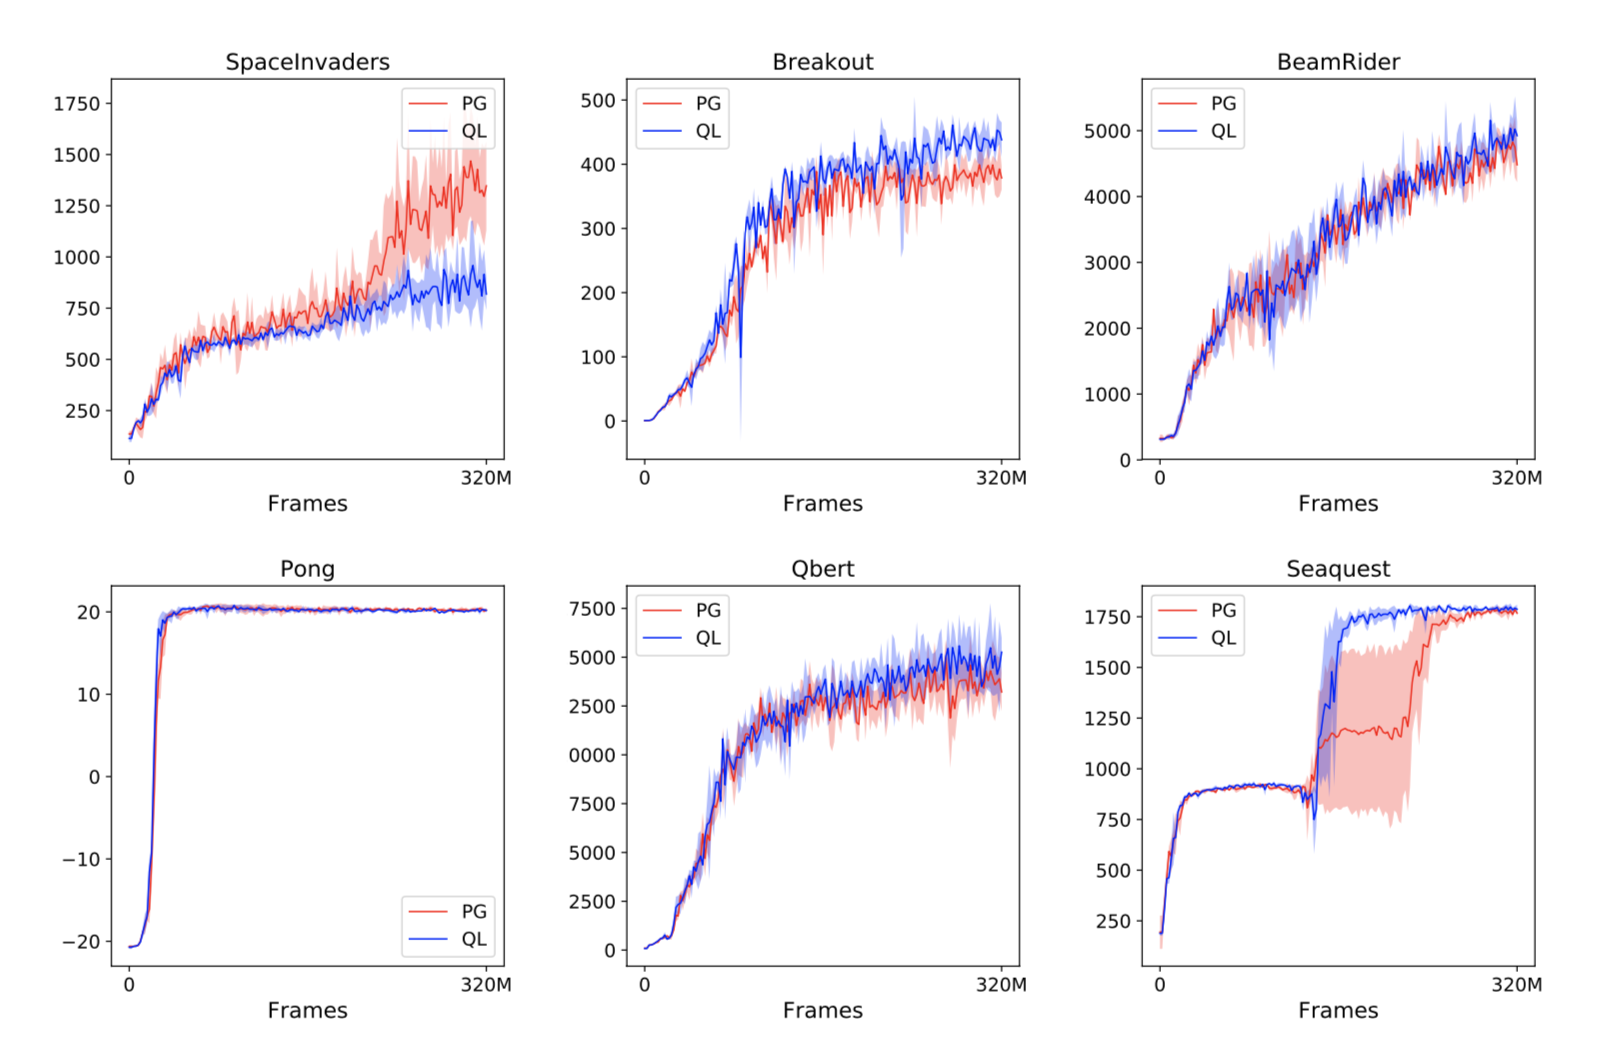 SpaceInvaders
1750
1500
1250
1000
750
500
250
PG
QL
0
320M
Frames
Breakout
500
400
300
200
100
0
PG
QL
0
320M
Frames
BeamRider
5000
4000
3000
2000
1000
0
PG
QL
0
320M
Frames
Pong
20
10
0
−10
−20
PG
QL
0
320M
Frames
Qbert
7500
5000
2500
0000
7500
5000
2500
0
PG
QL
0
320M
Frames
Seaquest
1750
1500
1250
1000
750
500
250
PG
QL
0
320M
Frames